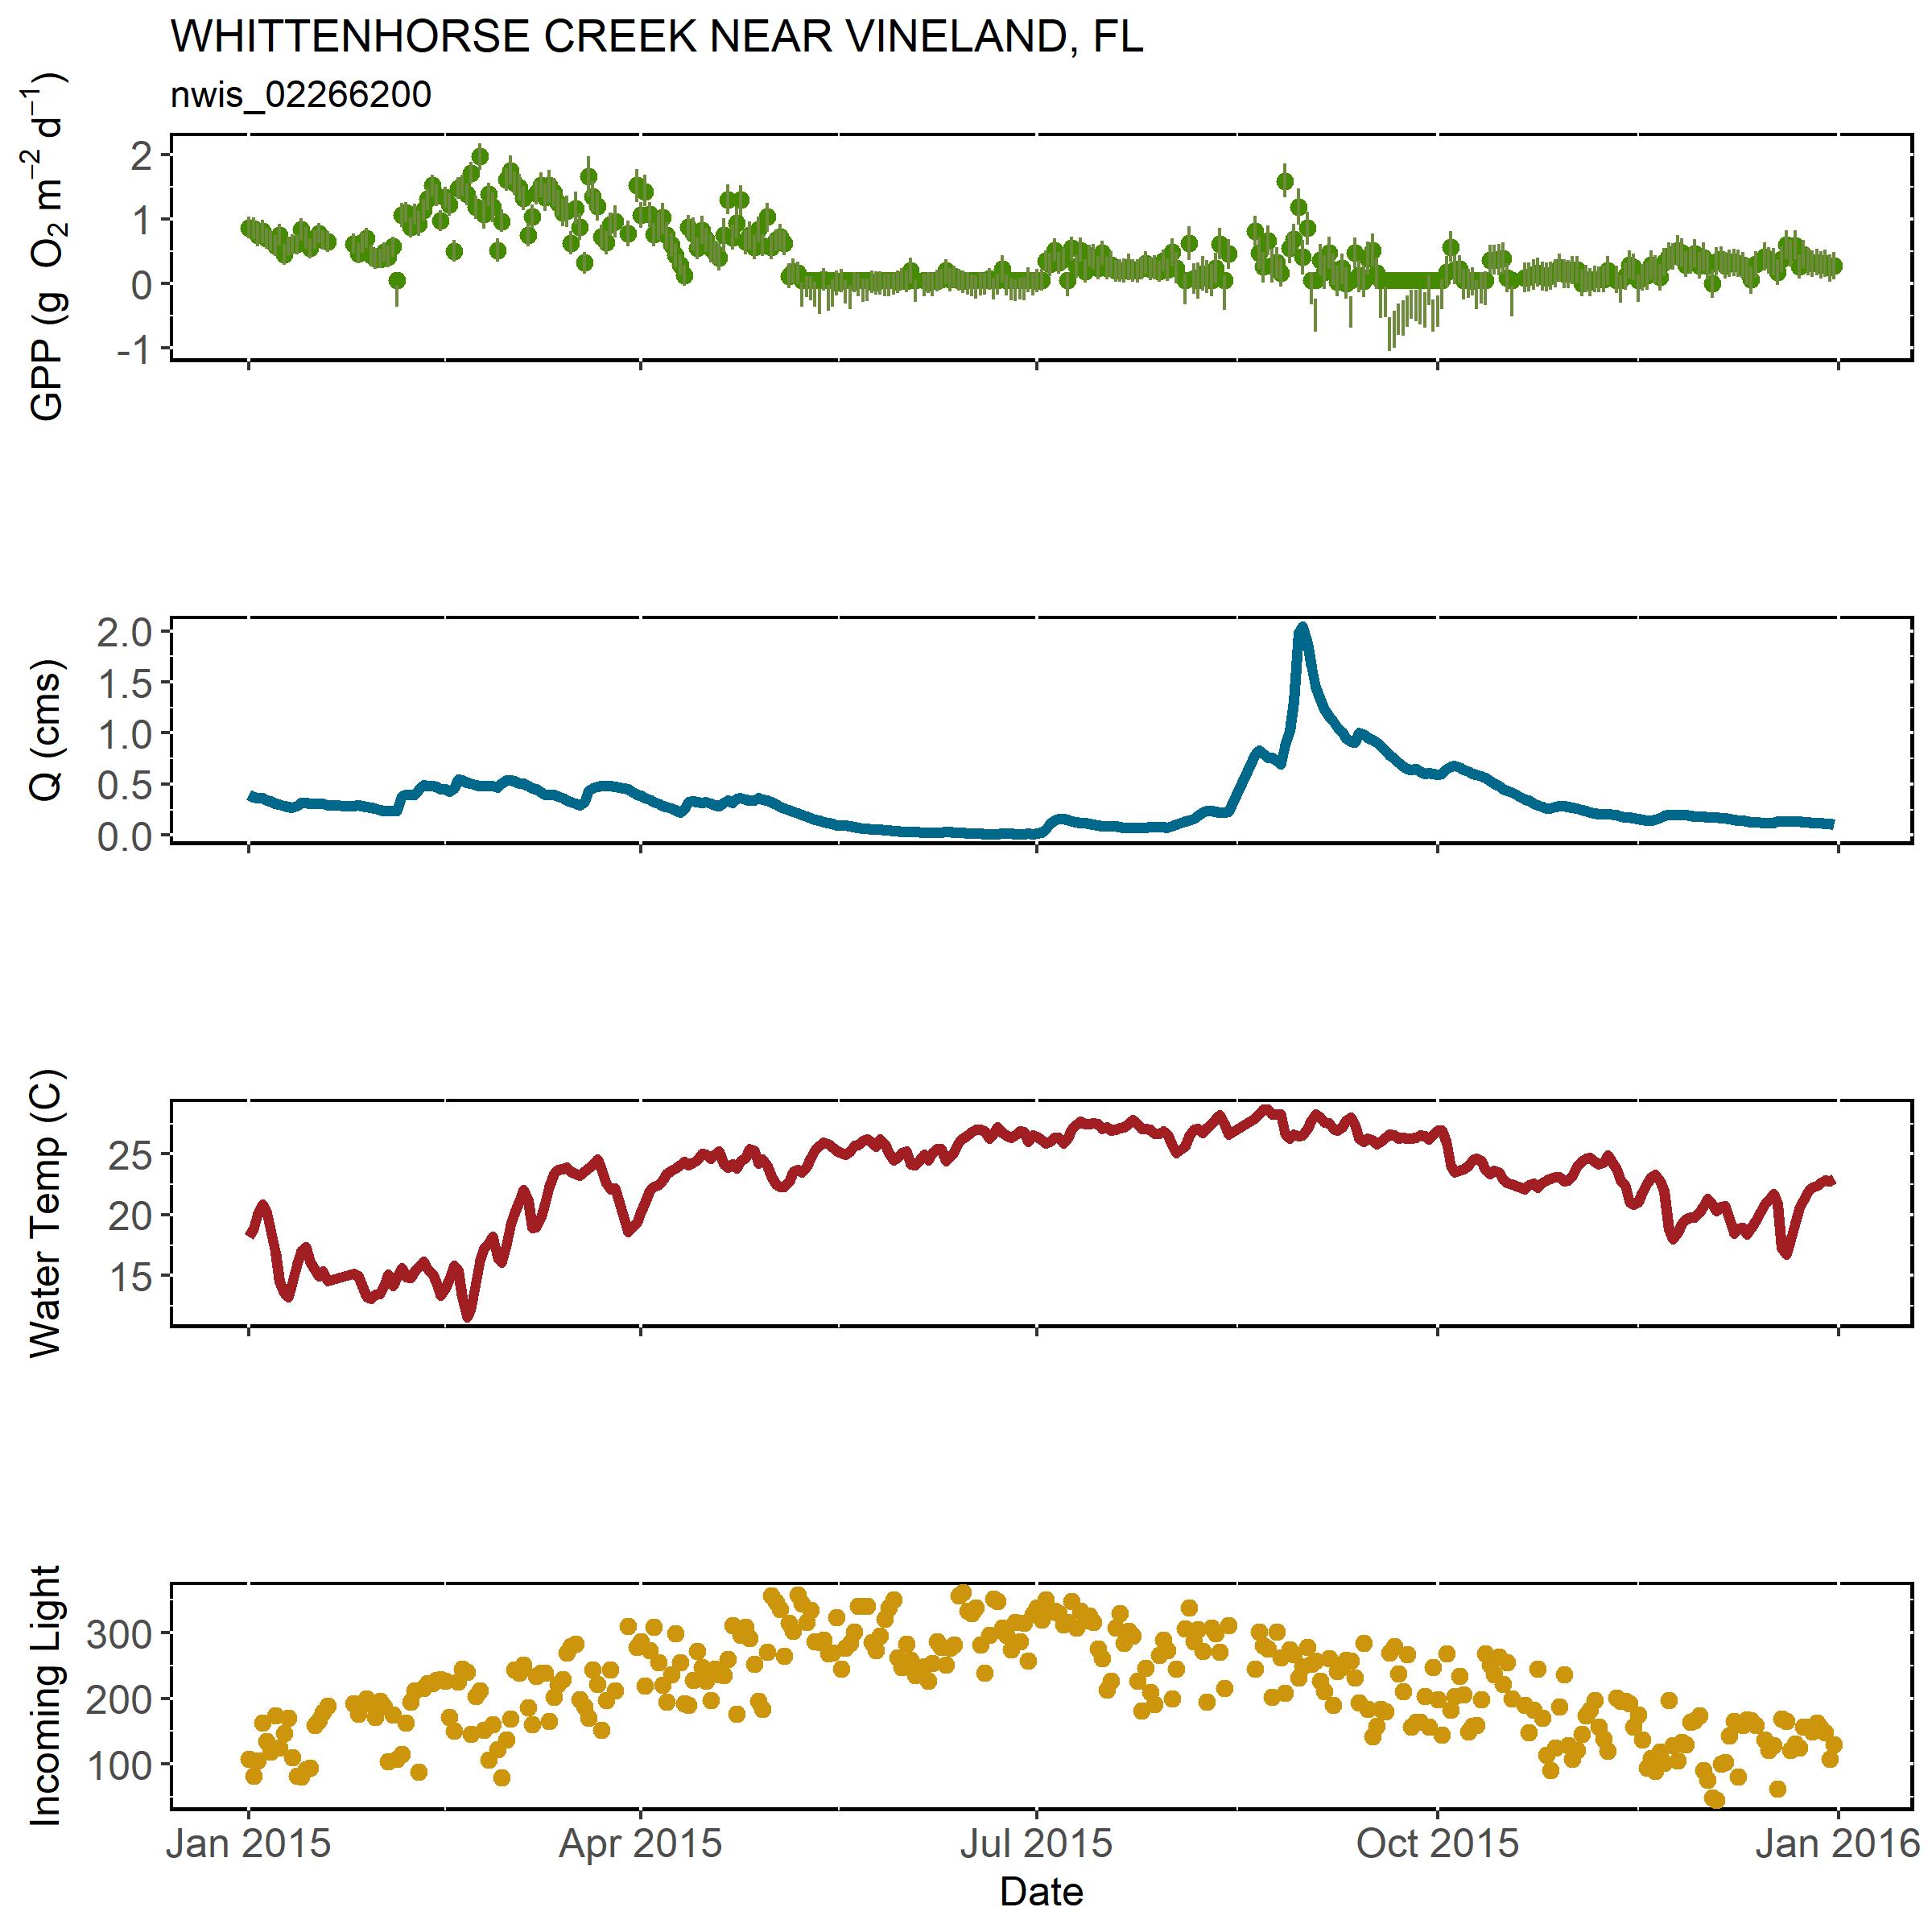 WHITTENHORSE CREEK NEAR VINELAND, FL
nwis_02266200
GPP (g O₂ m⁻² d⁻¹)
2
1
0
-1
Q (cms)
2.0
1.5
1.0
0.5
0.0
Water Temp (C)
25
20
15
Incoming Light
300
200
100
Jan 2015 Apr 2015 Jul 2015 Oct 2015 Jan 2016
Date